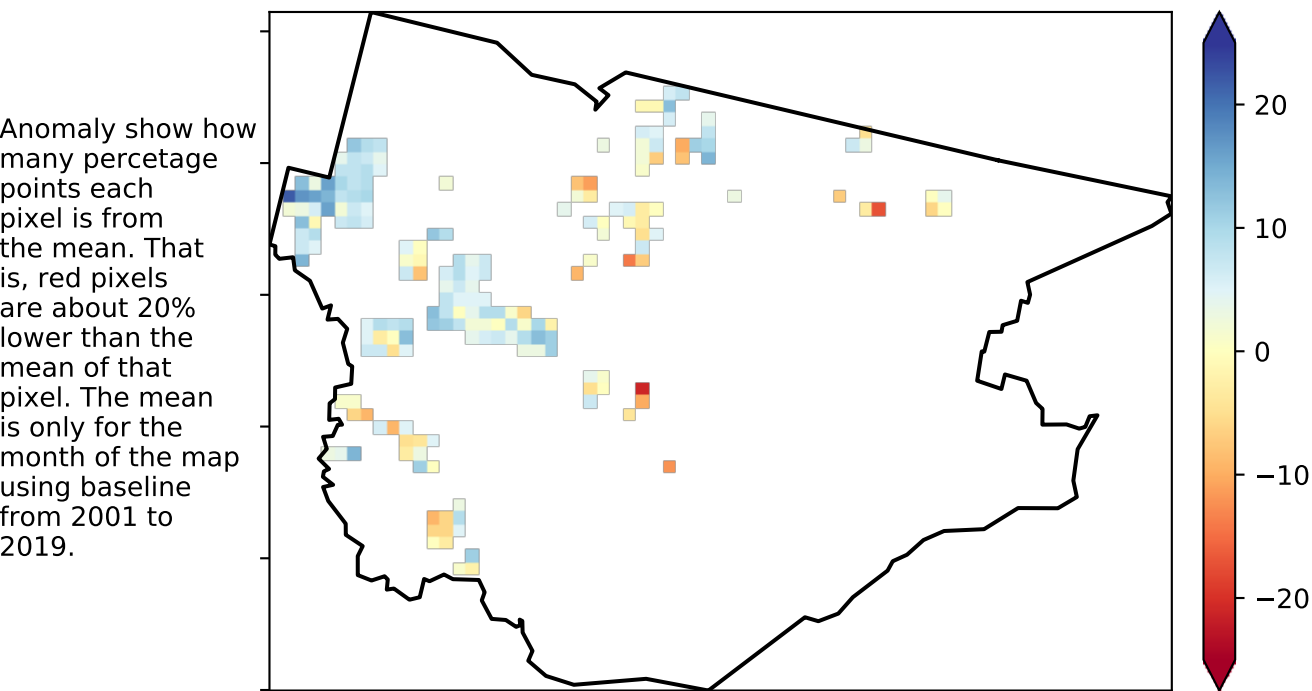 Anomaly show how
many percetage
points each
pixel is from
the mean. That
is, red pixels
are about 20%
lower than the
mean of that
pixel. The mean
is only for the
month of the map
using baseline
from 2001 to
2019.
20
10
0
−10
−20